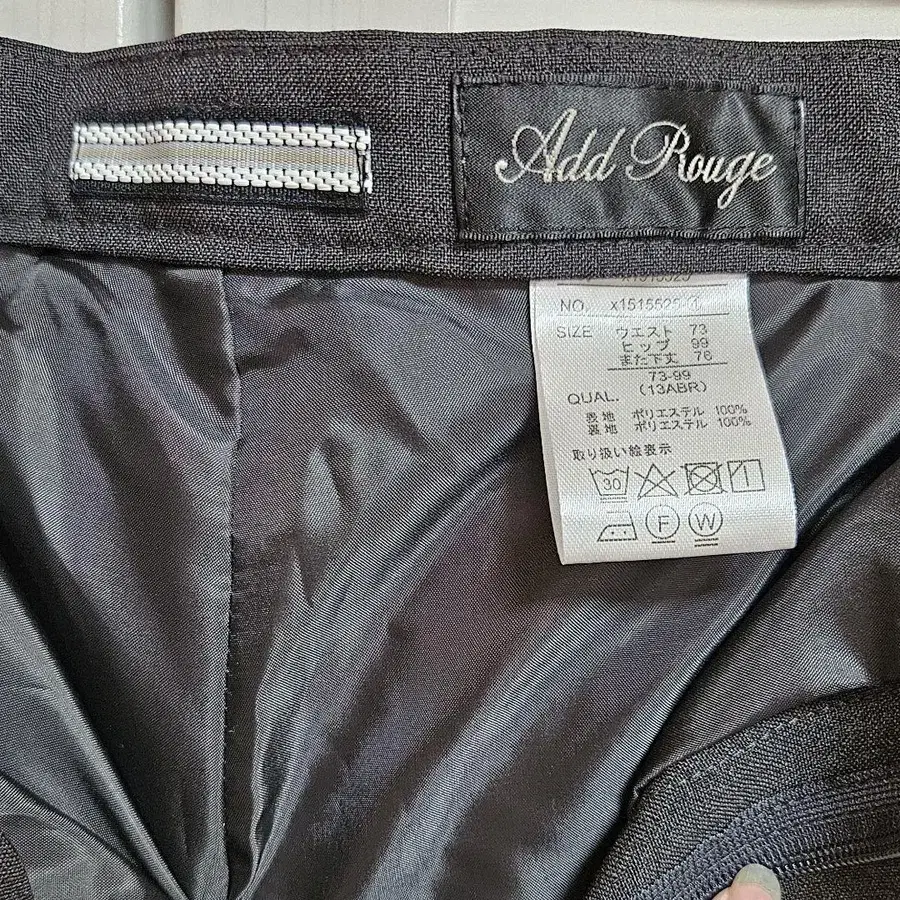 Add Rouge
NO. x1515525
SIZE ウエスト 73
ヒップ 99
また下丈 76
73-99
QUAL. (13ABR)
表地 ポリエステル 100%
裏地 ポリエステル 100%
取り扱い絵表示
30
F W